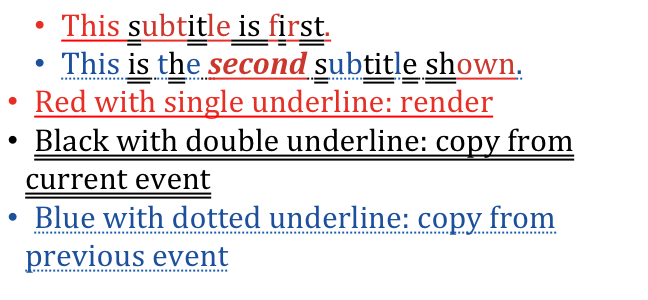 • This subtitle is first.
• This is the second subtitle shown.
• Red with single underline: render
• Black with double underline: copy from
current event
• Blue with dotted underline: copy from
previous event